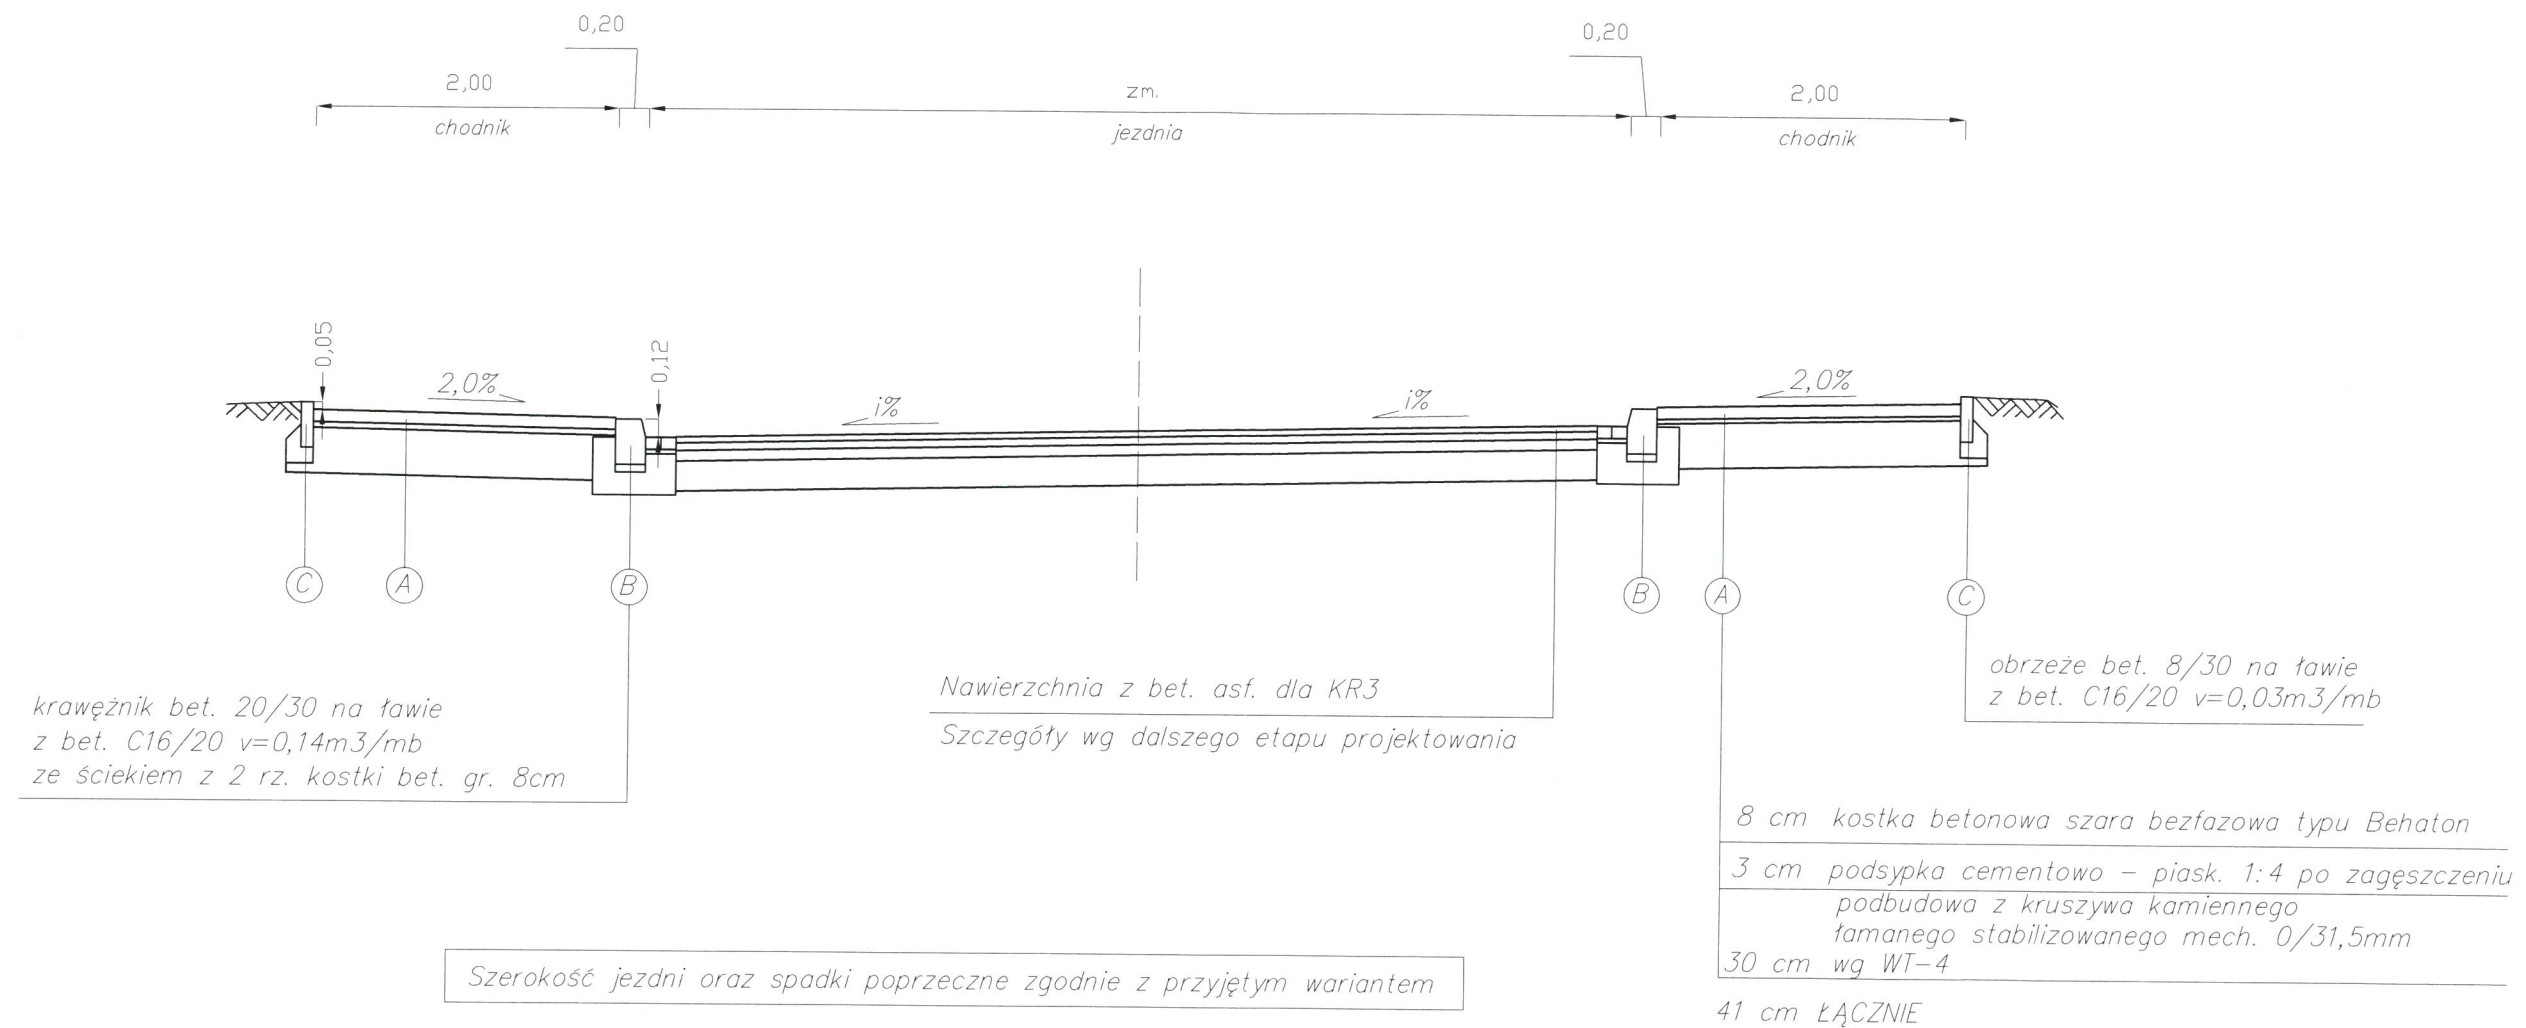 0,20
0,20
2,00
zm.
2,00
chodnik
jezdnia
chodnik
0,05
0,12
2,0%
i%
i%
2,0%
C
A
B
B
A
C
krawężnik bet. 20/30 na ławie
z bet. C16/20 v=0,14m3/mb
ze ściekiem z 2 rz. kostki bet. gr. 8cm
Nawierzchnia z bet. asf. dla KR3
Szczegóły wg dalszego etapu projektowania
obrzeże bet. 8/30 na ławie
z bet. C16/20 v=0,03m3/mb
8 cm kostka betonowa szara bezfazowa typu Behaton
3 cm podsypka cementowo – piask. 1:4 po zagęszczeniu
podbudowa z kruszywa kamiennego
łamanego stabilizowanego mech. 0/31,5mm
30 cm wg WT–4
41 cm ŁĄCZNIE
Szerokość jezdni oraz spadki poprzeczne zgodnie z przyjętym wariantem